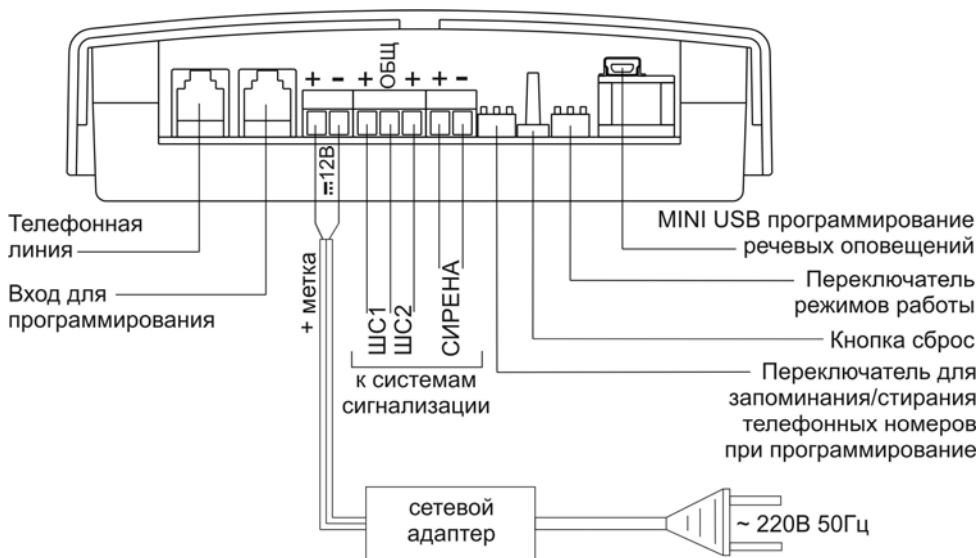 + - + ОБЩ + + -
⎓12В
Телефонная
линия
Вход для
программирования
+ метка
ШС1
ШС2
СИРЕНА
к системам
сигнализации
MINI USB программирование
речевых оповещений
Переключатель
режимов работы
Кнопка сброс
Переключатель для
запоминания/стирания
телефонных номеров
при программирование
сетевой
адаптер
~ 220В 50Гц